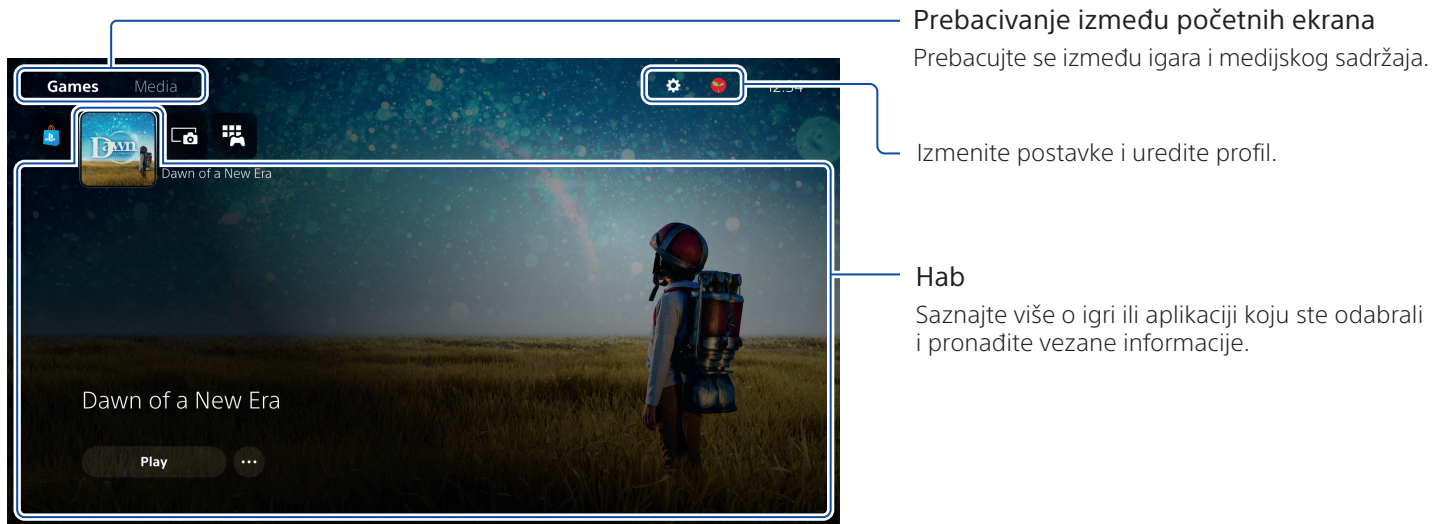 Prebacivanje između početnih ekrana
Prebacujte se između igara i medijskog sadržaja.
Games Media
12:34
Dawn
Dawn of a New Era
Izmenite postavke i uredite profil.
Hab
Saznajte više o igri ili aplikaciji koju ste odabrali
i pronađite vezane informacije.
Dawn of a New Era
Play